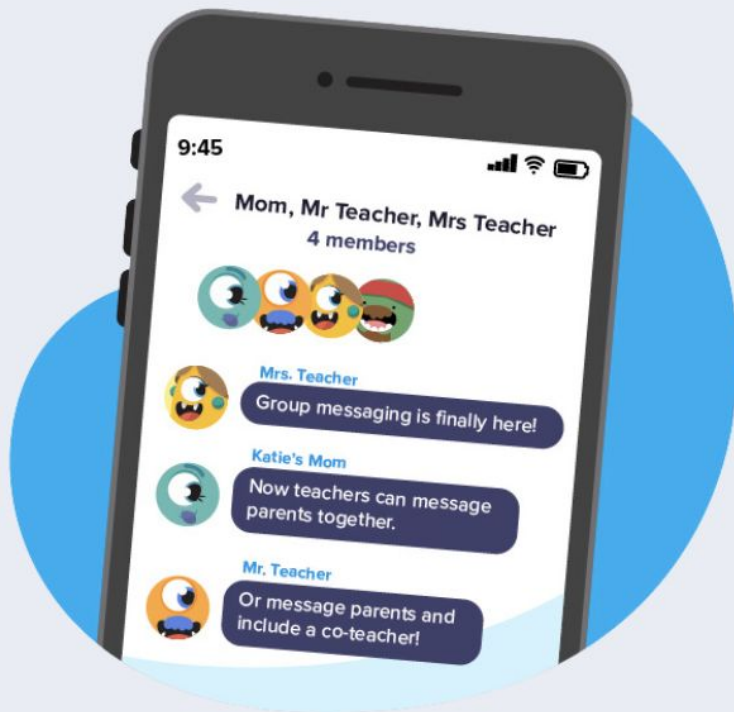 9:45
Mom, Mr Teacher, Mrs Teacher
4 members
Mrs. Teacher
Group messaging is finally here!
Katie's Mom
Now teachers can message
parents together.
Mr. Teacher
Or message parents and
include a co-teacher!